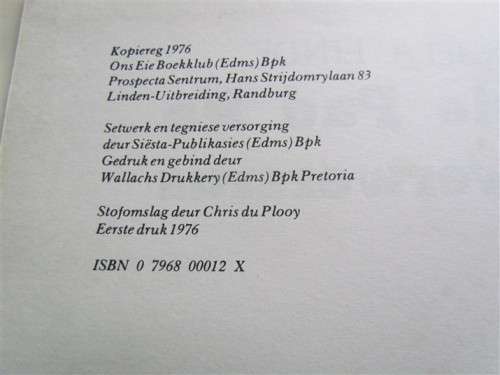 Kopiereg 1976
Ons Eie Boekklub (Edms) Bpk
Prospecta Sentrum, Hans Strijdomrylaan 83
Linden-Uitbreiding, Randburg
Setwerk en tegniese versorging
deur Siësta-Publikasies (Edms) Bpk
Gedruk en gebind deur
Wallachs Drukkery (Edms) Bpk Pretoria
Stofomslag deur Chris du Plooy
Eerste druk 1976
ISBN 0 7968 00012 X